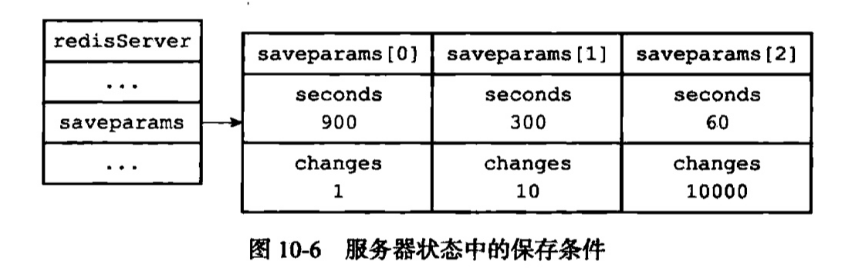 redisServer
...
saveparams
...
saveparams[0] saveparams[1] saveparams[2]
seconds seconds seconds
900 300 60
changes changes changes
1 10 10000
图 10-6 服务器状态中的保存条件